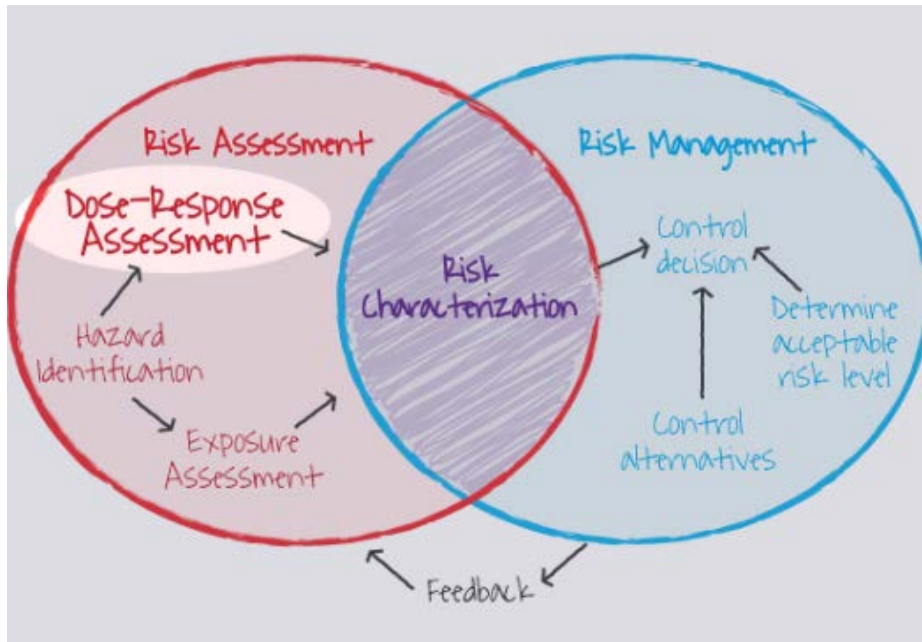 Risk Assessment
Dose-Response
Assessment
Hazard
Identification
Exposure
Assessment
Risk
Characterization
Risk Management
Control
decision
Determine
acceptable
risk level
Control
alternatives
Feedback